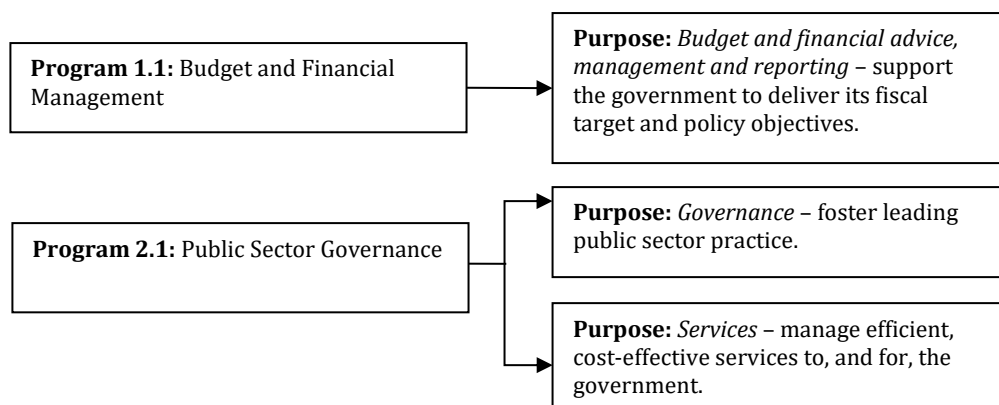 Program 1.1: Budget and Financial
Management
Purpose: Budget and financial advice,
management and reporting – support
the government to deliver its fiscal
target and policy objectives.
Program 2.1: Public Sector Governance
Purpose: Governance – foster leading
public sector practice.
Purpose: Services – manage efficient,
cost-effective services to, and for, the
government.